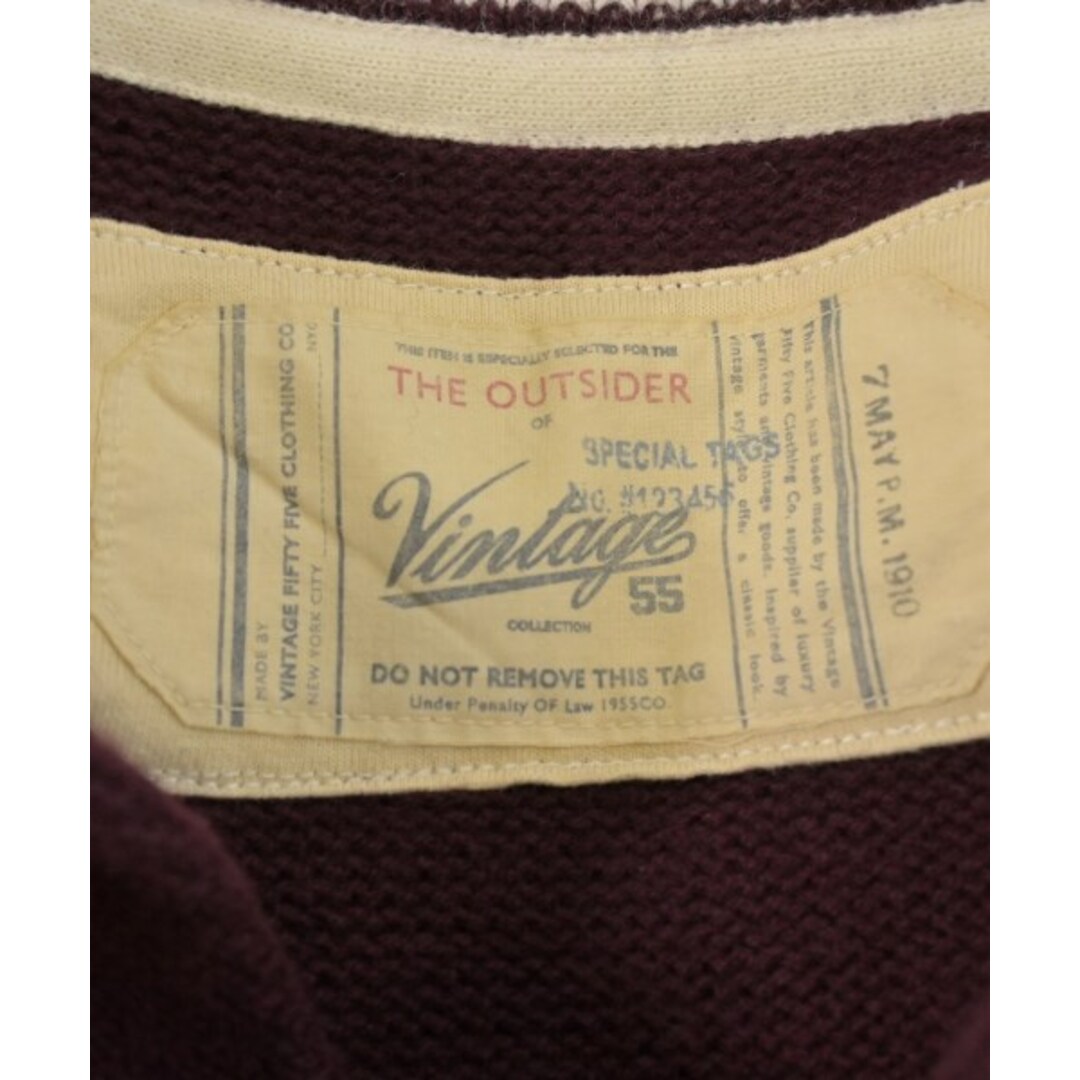 MADE BY
VINTAGE FIFTY FIVE CLOTHING CO.
NEW YORK CITY NYC
THIS ITEM IS ESPECIALLY SELECTED FOR THE
THE OUTSIDER
OF
SPECIAL TAGS
NO. #123456
Vintage
55
COLLECTION
DO NOT REMOVE THIS TAG
Under Penalty OF Law 1955CO
This article has been made by the Vintage
Fifty Five Clothing Co. supplier of luxury
garments and vintage goods. Inspired by
vintage style to offer a classic look.
7 MAY P.M. 1910